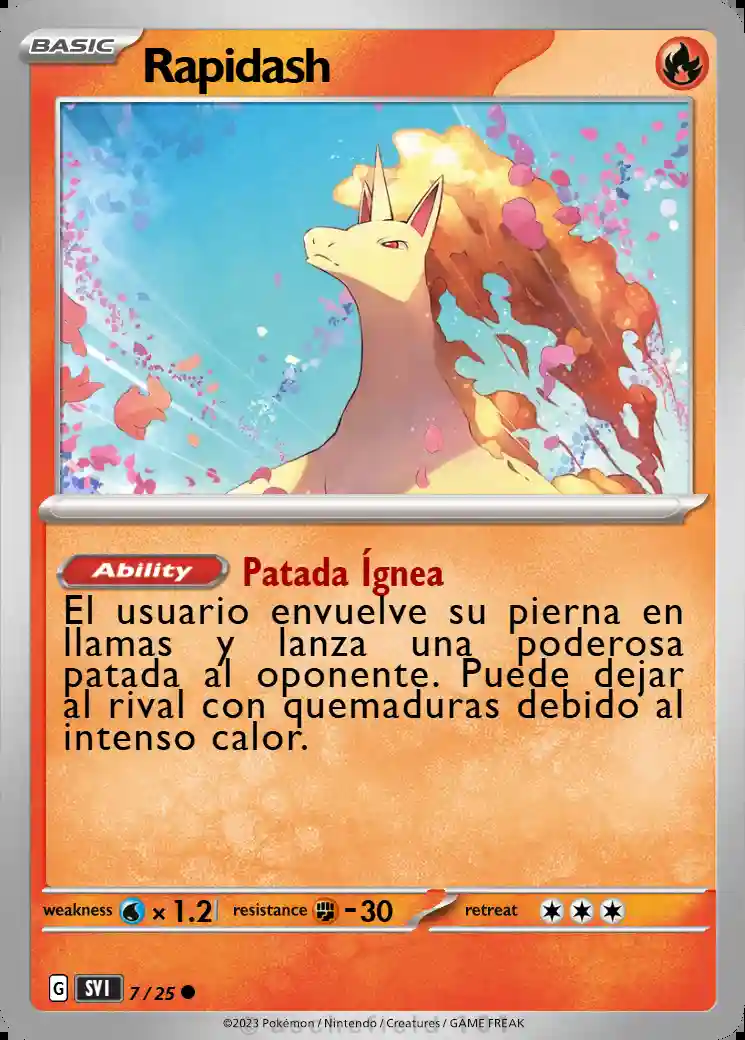 BASIC
Rapidash
Ability Patada Ígnea
El usuario envuelve su pierna en
llamas y lanza una poderosa
patada al oponente. Puede dejar
al rival con quemaduras debido al
intenso calor.
weakness × 1.2 resistance -30 retreat
G SVI 7 / 25
©2023 Pokémon / Nintendo / Creatures / GAME FREAK